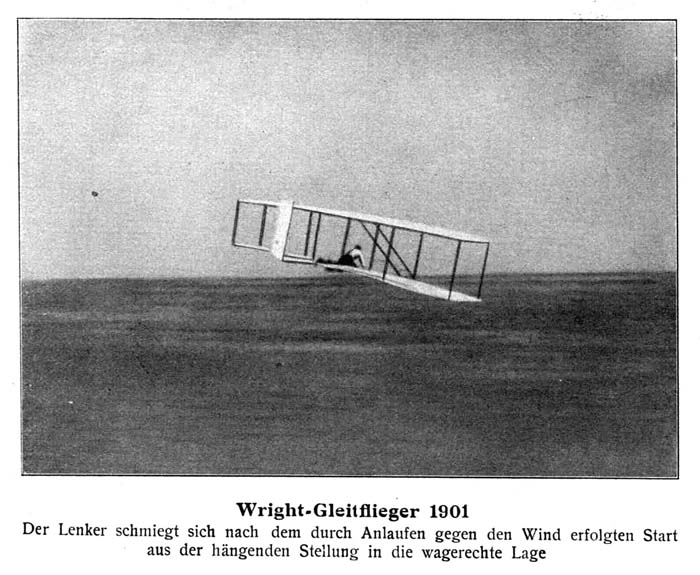 Wright-Gleitflieger 1901
Der Lenker schmiegt sich nach dem durch Anlaufen gegen den Wind erfolgten Start
aus der hängenden Stellung in die wagerechte Lage